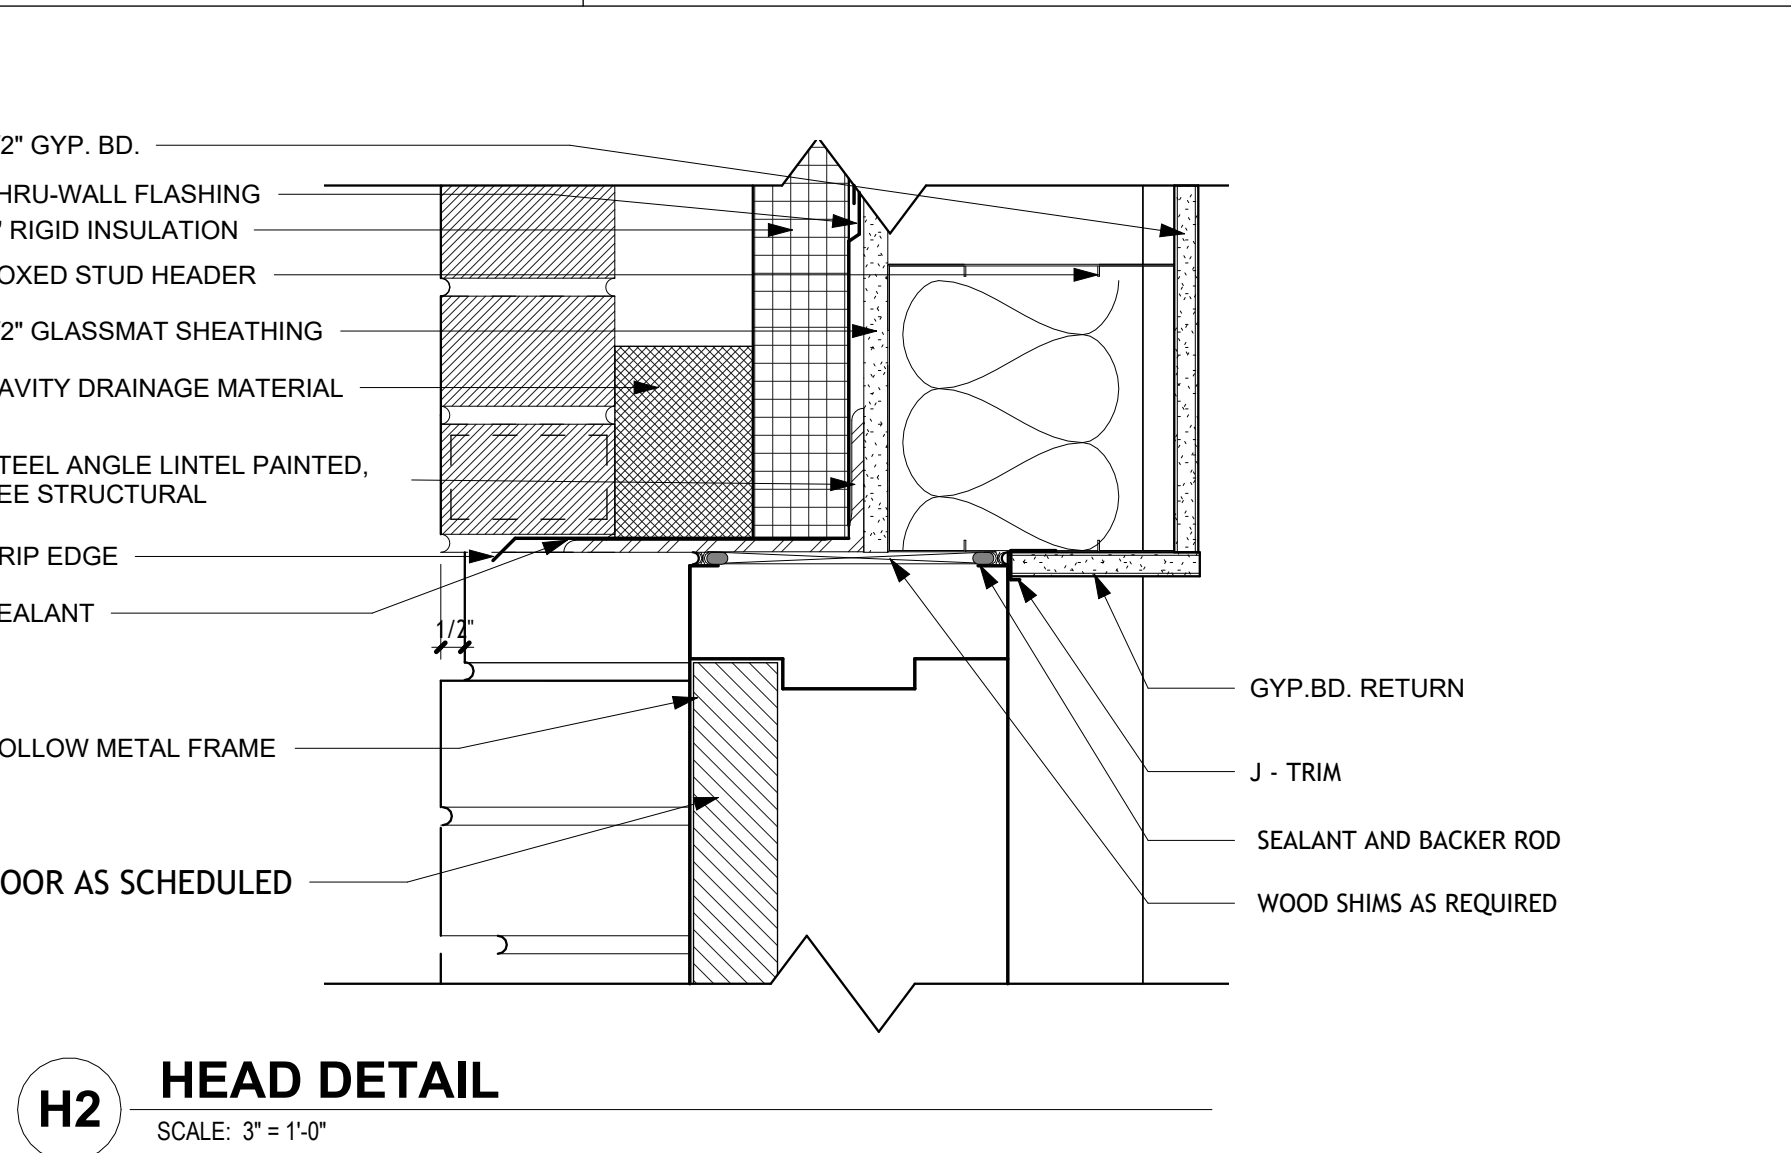 2" GYP. BD.
HRU-WALL FLASHING
" RIGID INSULATION
OXED STUD HEADER
/2" GLASSMAT SHEATHING
AVITY DRAINAGE MATERIAL
TEEL ANGLE LINTEL PAINTED,
EE STRUCTURAL
RIP EDGE
EALANT
1/2"
OLLOW METAL FRAME
OOR AS SCHEDULED
GYP.BD. RETURN
J - TRIM
SEALANT AND BACKER ROD
WOOD SHIMS AS REQUIRED
H2
HEAD DETAIL
SCALE: 3" = 1'-0"